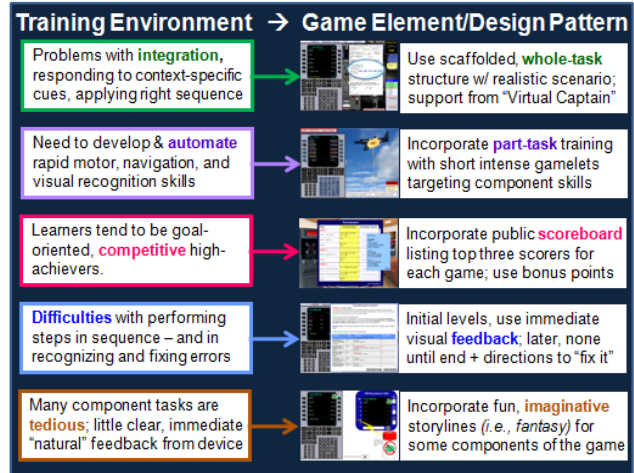 Training Environment → Game Element/Design Pattern
Problems with integration,
responding to context-specific
cues, applying right sequence
Use scaffolded, whole-task
structure w/ realistic scenario;
support from “Virtual Captain”
Need to develop & automate
rapid motor, navigation, and
visual recognition skills
Incorporate part-task training
with short intense gamelets
targeting component skills
Learners tend to be goal-
oriented, competitive high-
achievers.
Incorporate public scoreboard
listing top three scorers for
each game; use bonus points
Difficulties with performing
steps in sequence – and in
recognizing and fixing errors
Initial levels, use immediate
visual feedback; later, none
until end + directions to “fix it”
Many component tasks are
tedious; little clear, immediate
“natural” feedback from device
Incorporate fun, imaginative
storylines (i.e., fantasy) for
some components of the game